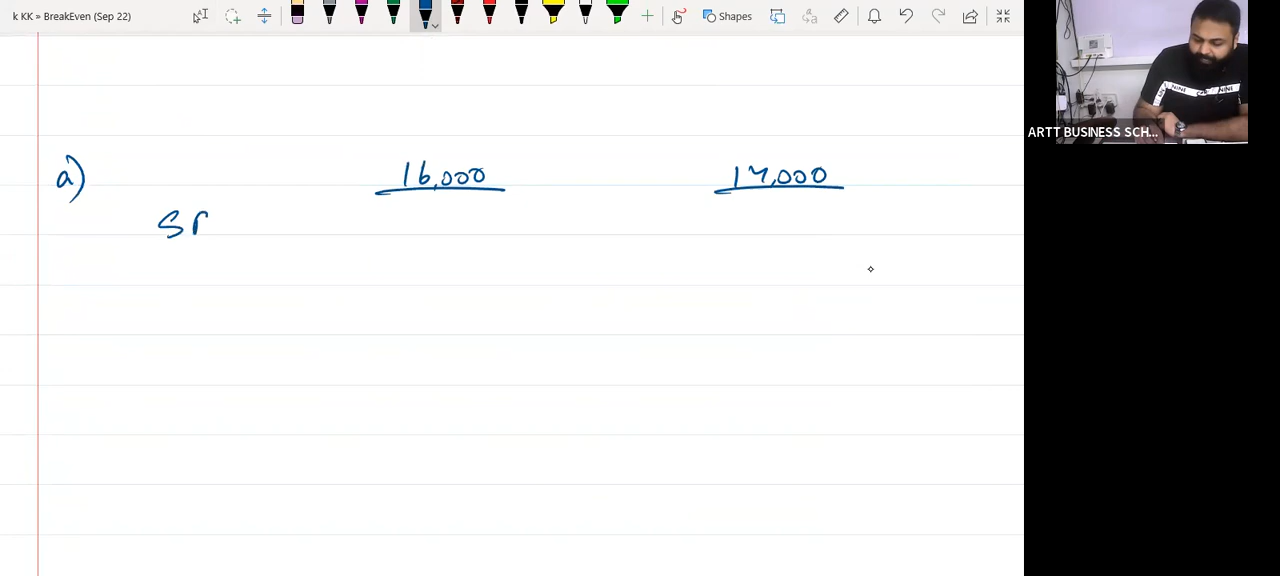 k KK » BreakEven (Sep 22)
Shapes
ARTT BUSINESS SCH...
a) 16,000 17,000
SP